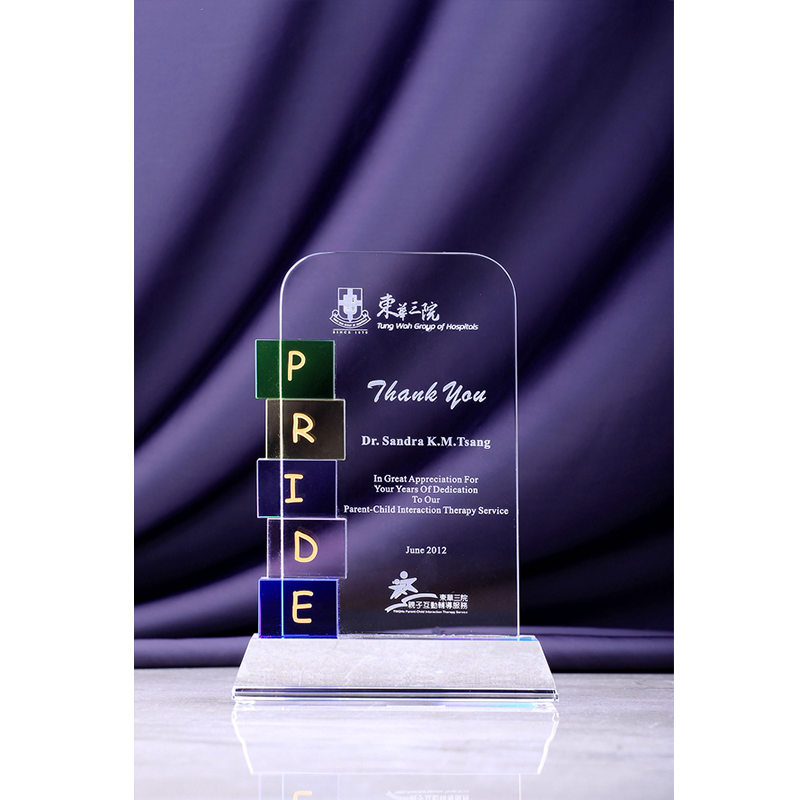 東華三院
Tung Wah Group of Hospitals
SINCE 1870
P
R
I
D
E
Thank You
Dr. Sandra K.M.Tsang
In Great Appreciation For
Your Years Of Dedication
To Our
Parent-Child Interaction Therapy Service
June 2012
東華三院
親子互動輔導服務